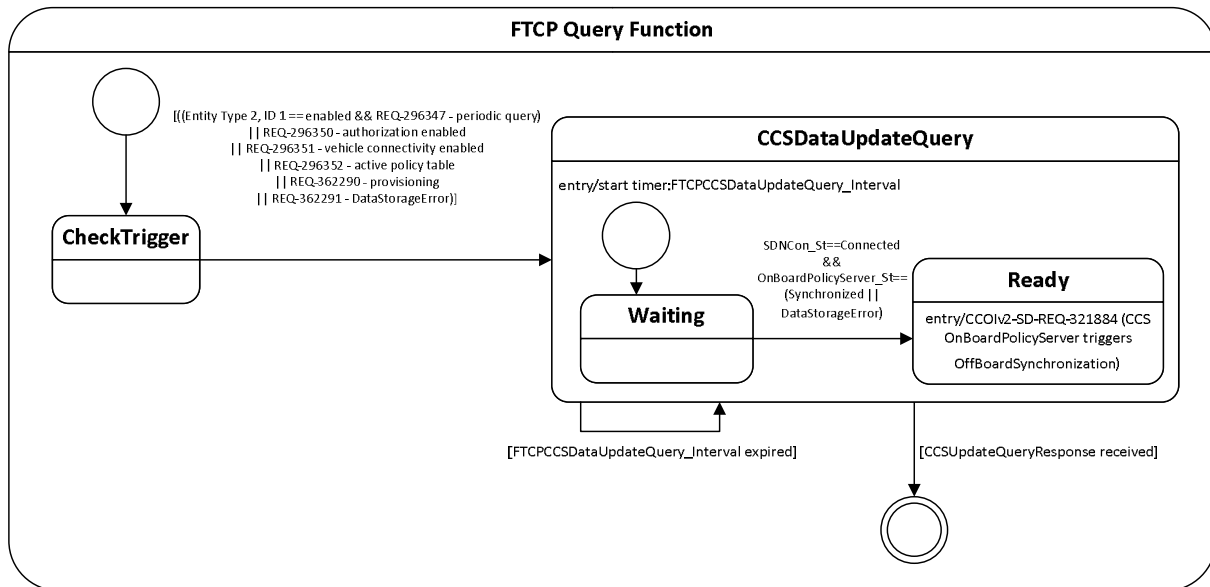 FTCP Query Function
[((Entity Type 2, ID 1 ==enabled && REQ-296347 - periodic query)
|| REQ-296350 - authorization enabled
|| REQ-296351 - vehicle connectivity enabled
|| REQ-296352 - active policy table
|| REQ-362290 - provisioning
|| REQ-362291 - DataStorageError)]
CheckTrigger
CCSDataUpdateQuery
entry/start timer:FTCPCCSDataUpdateQuery_Interval
Waiting
SDNCon_St==Connected
&&
OnBoardPolicyServer_St==
(Synchronized ||
DataStorageError)
Ready
entry/CCOIv2-SD-REQ-321884 (CCS
OnBoardPolicyServer triggers
OffBoardSynchronization)
[FTCPCCSDataUpdateQuery_Interval expired]
[CCSUpdateQueryResponse received]